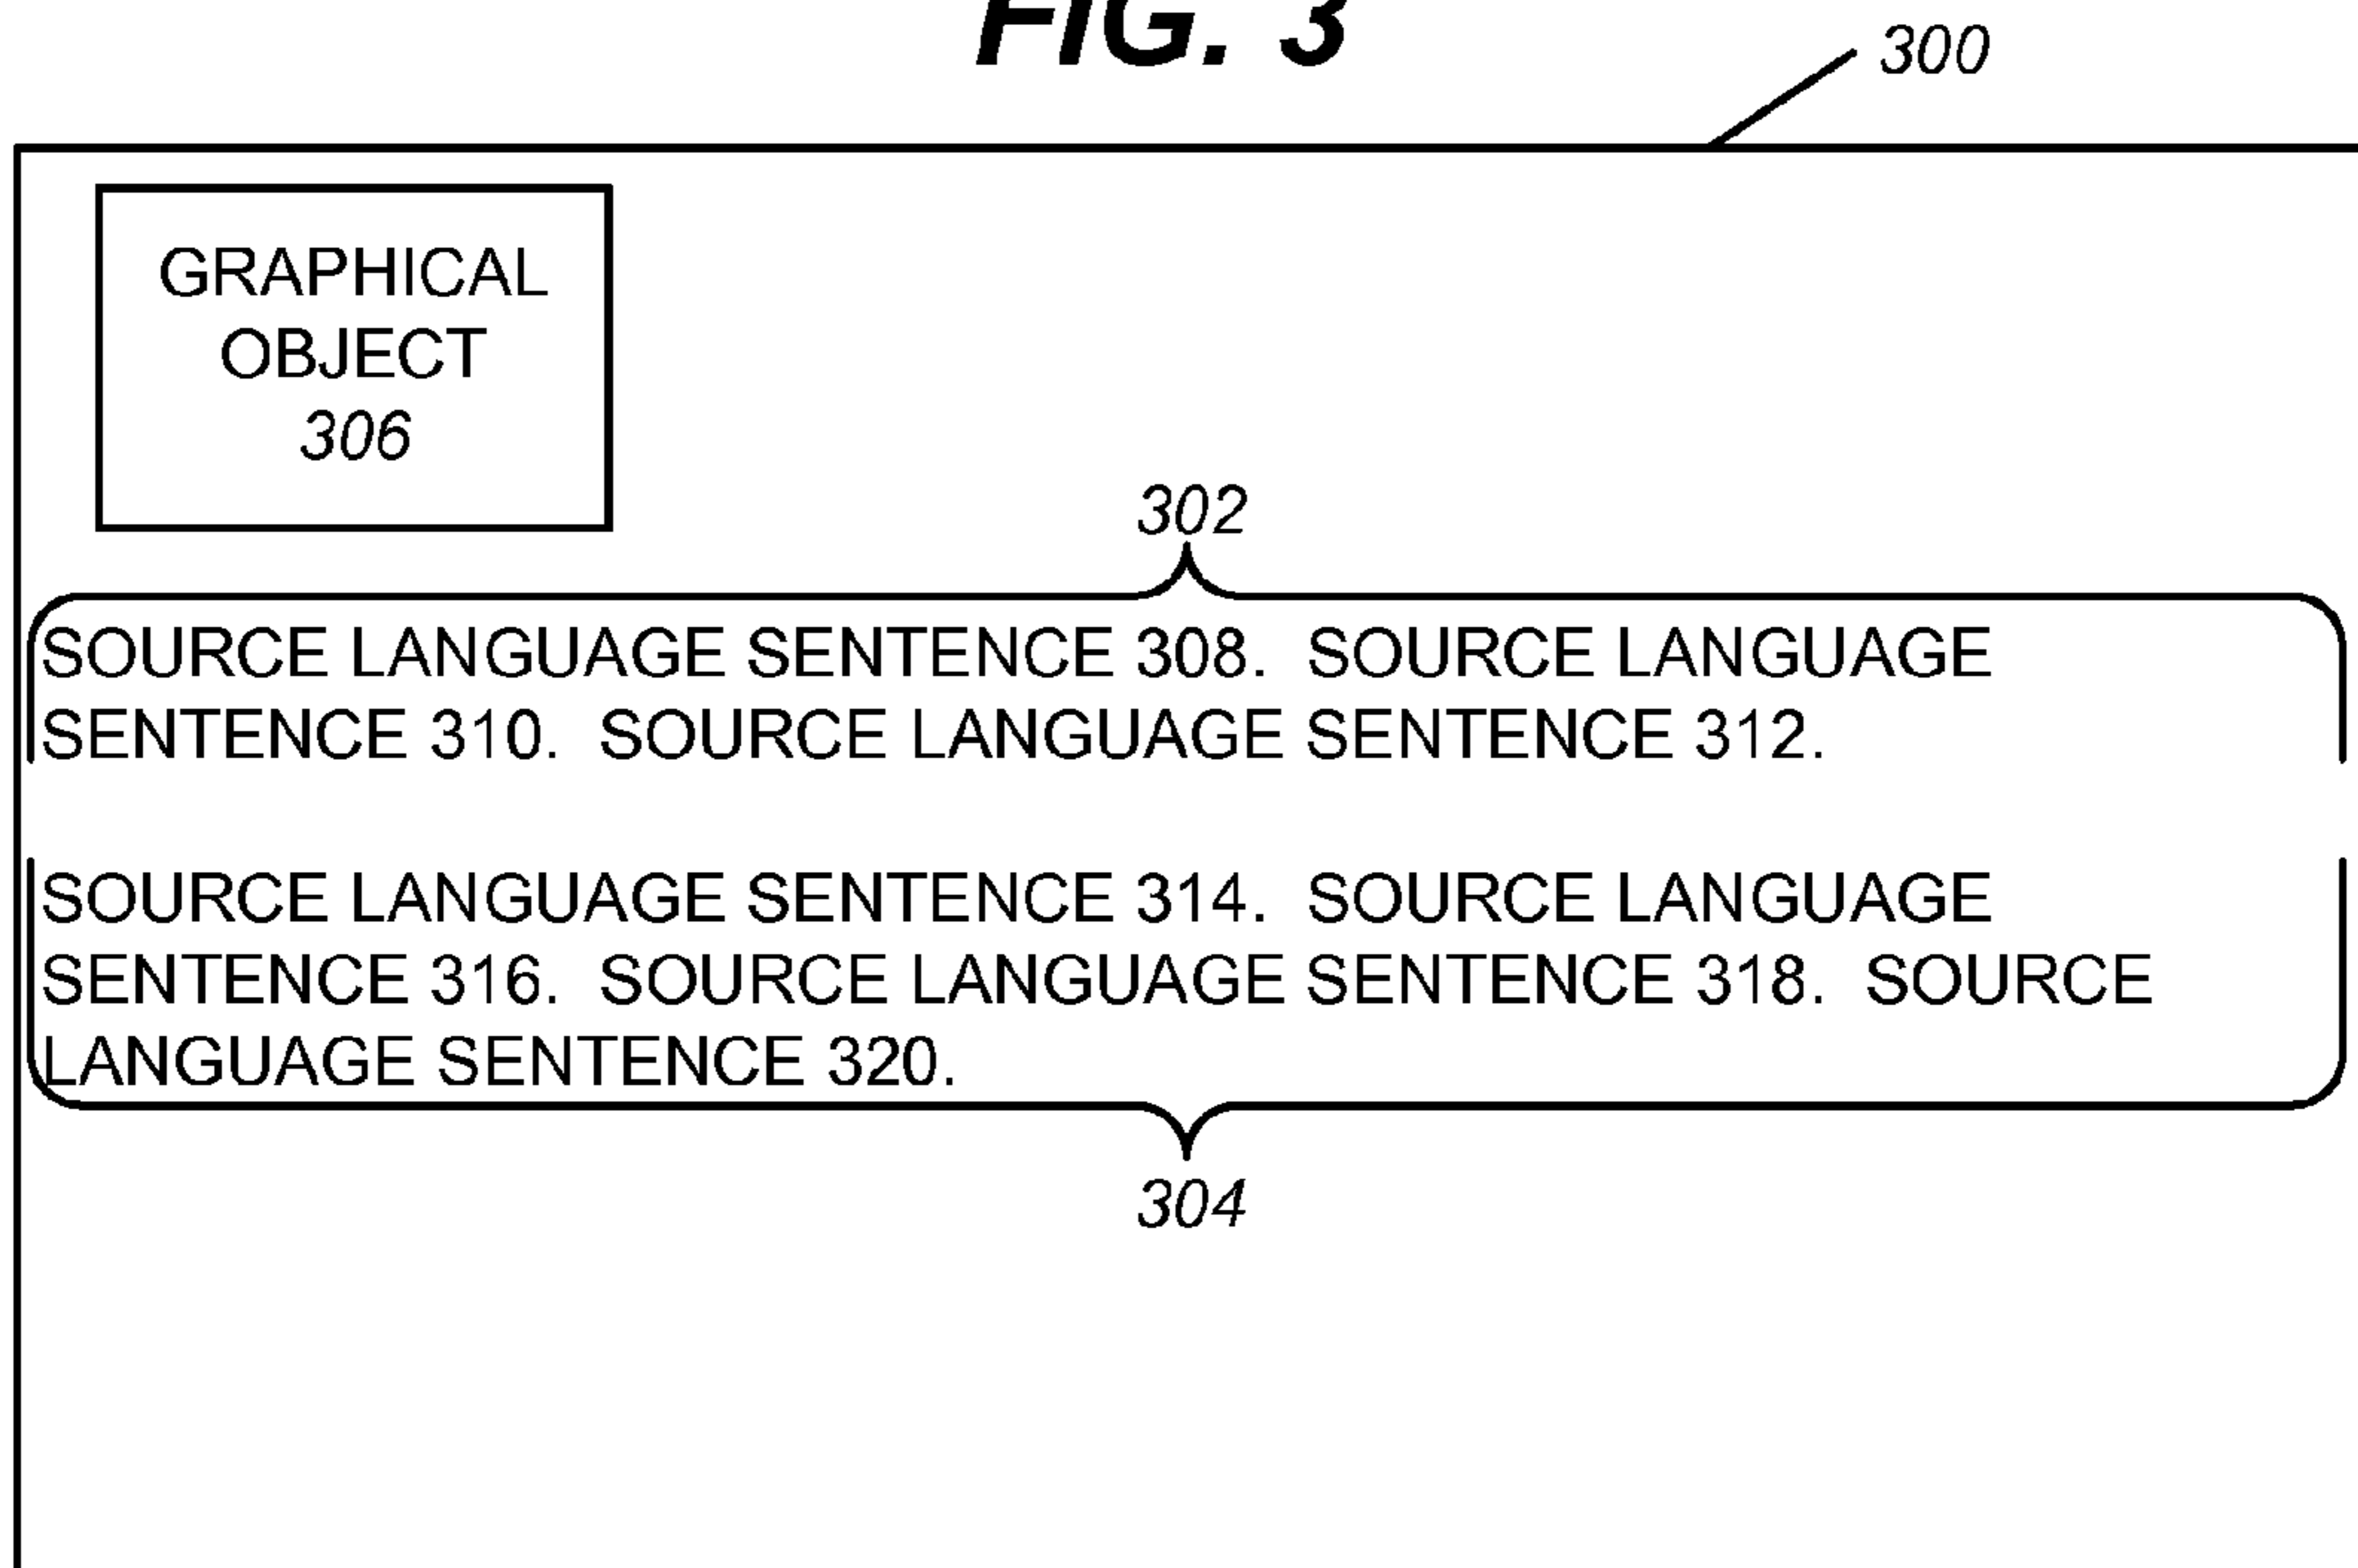 FIG. 3
300
GRAPHICAL
OBJECT
306
302
SOURCE LANGUAGE SENTENCE 308.  SOURCE LANGUAGE
SENTENCE 310.  SOURCE LANGUAGE SENTENCE 312.
SOURCE LANGUAGE SENTENCE 314.  SOURCE LANGUAGE
SENTENCE 316.  SOURCE LANGUAGE SENTENCE 318.  SOURCE
LANGUAGE SENTENCE 320.
304